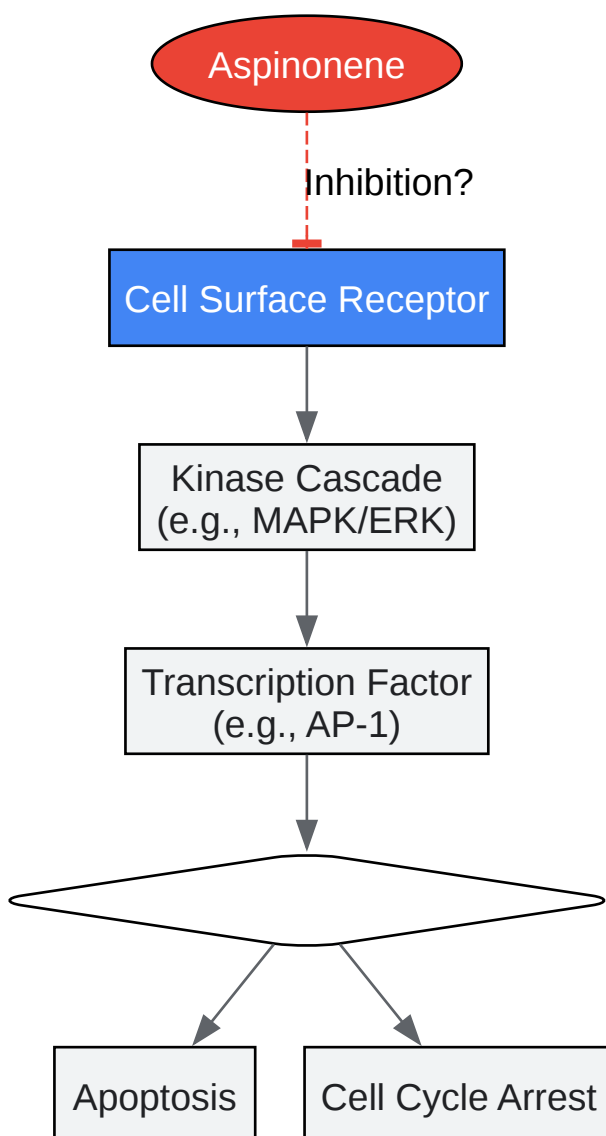 Aspinonene
Inhibition?
Cell Surface Receptor
Kinase Cascade
(e.g., MAPK/ERK)
Transcription Factor
(e.g., AP-1)
Apoptosis
Cell Cycle Arrest